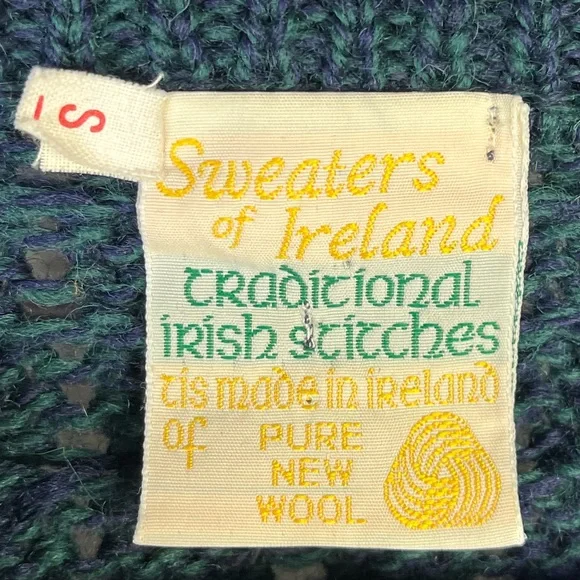 S
Sweaters
of Ireland
traditional
irish stitches
tis made in ireland
of PURE
NEW
WOOL